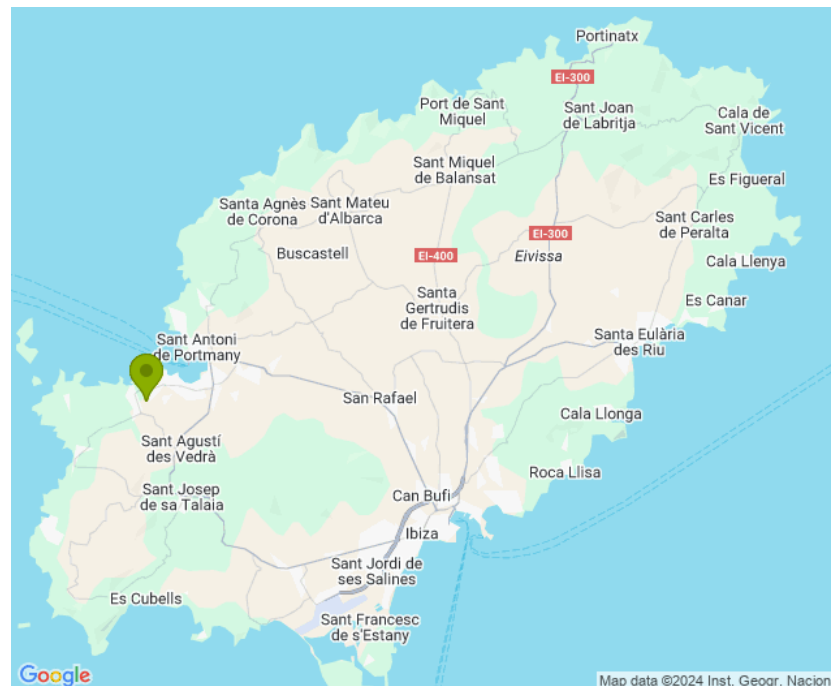 Portinatx
EI-300
Port de Sant
Miquel
Sant Joan
de Labritja
Cala de
Sant Vicent
Sant Miquel
de Balansat
Es Figueral
Santa Agnès
de Corona
Sant Mateu
d'Albarca
Sant Carles
de Peralta
EI-300
Buscastell
EI-400
Eivissa
Cala Llenya
Santa
Gertrudis
de Fruitera
Es Canar
Sant Antoni
de Portmany
Santa Eulària
des Riu
San Rafael
Cala Llonga
Sant Agustí
des Vedrà
Roca Llisa
Sant Josep
de sa Talaia
Can Bufi
Ibiza
Sant Jordi de
ses Salines
Es Cubells
Sant Francesc
de s'Estany
Google
Map data ©2024 Inst. Geogr. Nacion